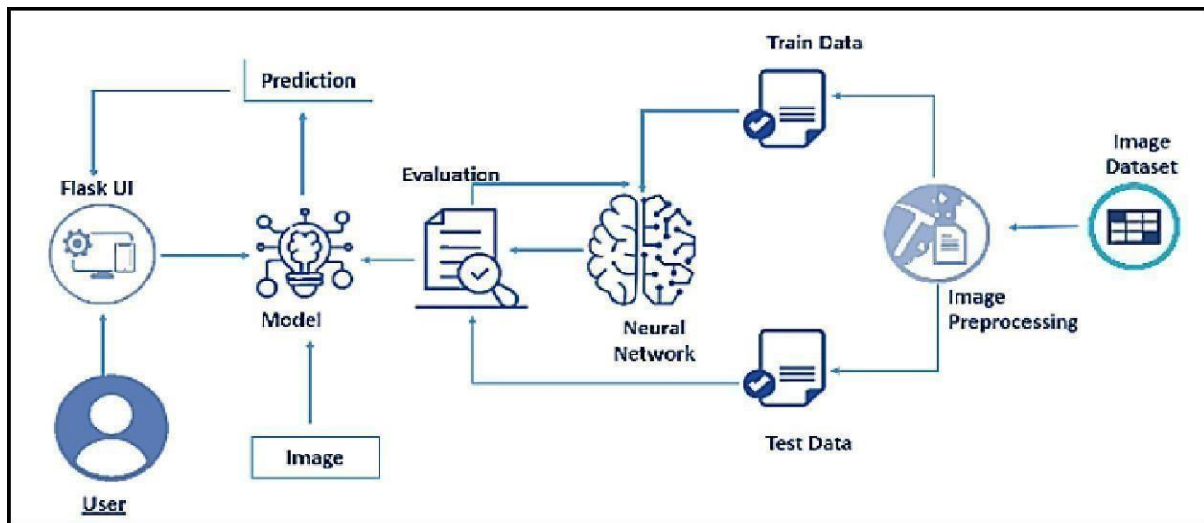 Train Data
Prediction
Image
Dataset
Evaluation
Flask UI
Image
Preprocessing
Model
Neural
Network
Test Data
Image
User